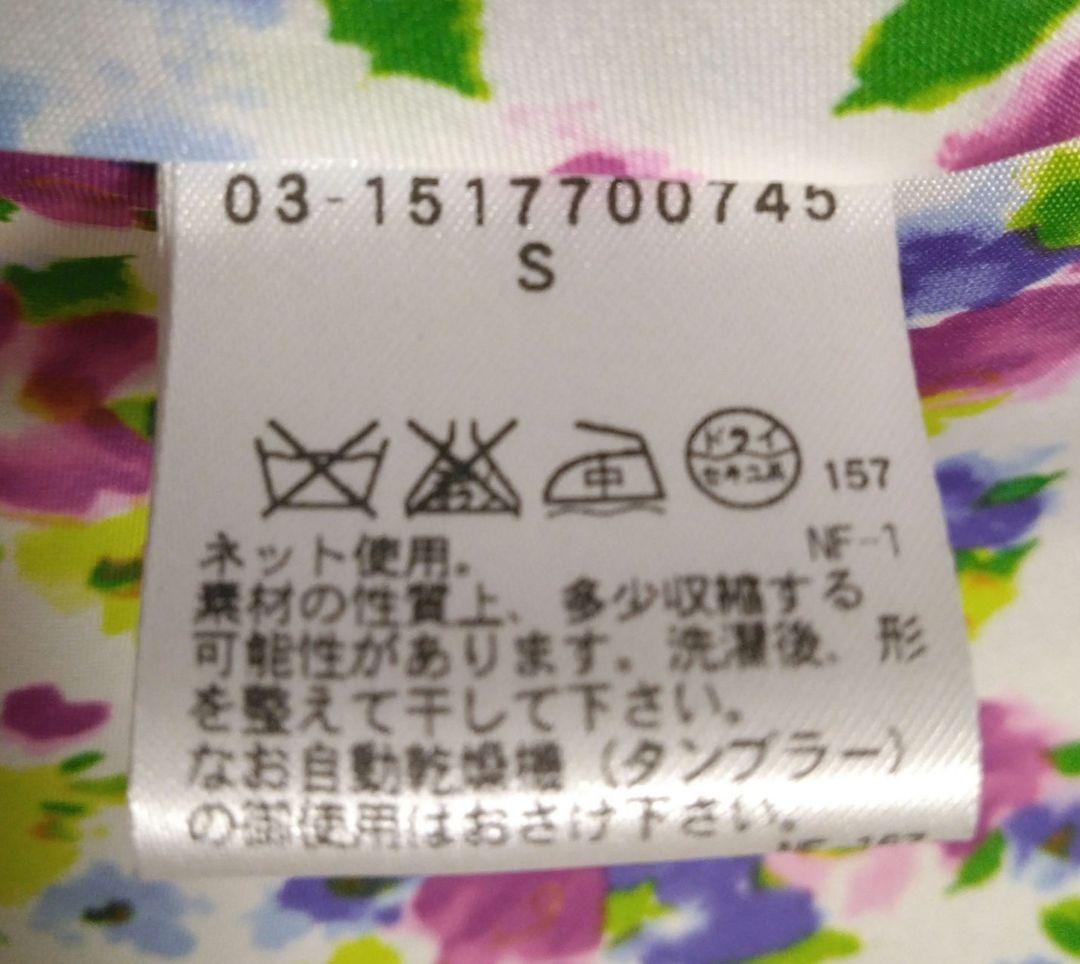 03-1517700745
S
中 ドライ
セキユ系 157
ネット使用。 NF-1
素材の性質上、多少収縮する
可能性があります。洗濯後、形
を整えて干して下さい。
なお自動乾燥機（タンブラー）
の御使用はおさけ下さい。